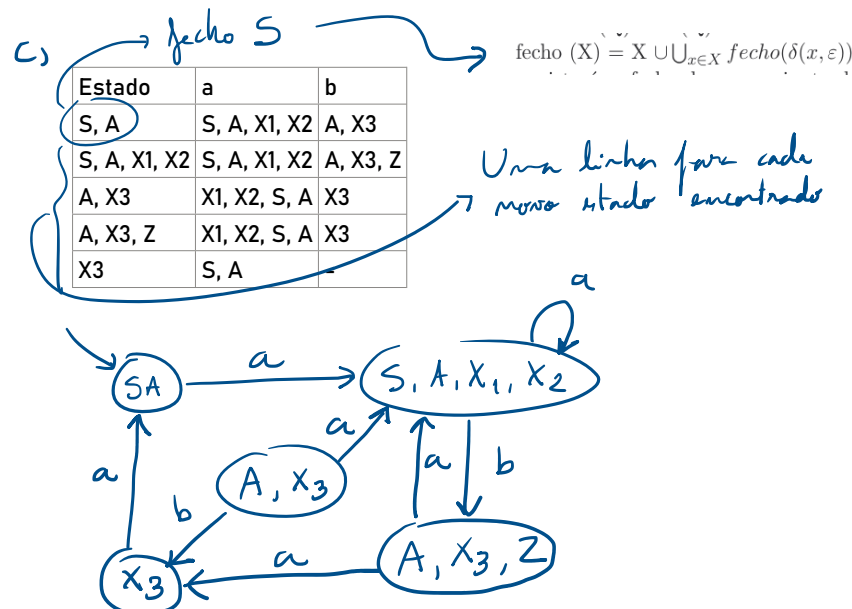 c) fecho S
fecho (X) = X ∪ ⋃x∈X fecho(δ(x, ε))
Estado a b
S, A S, A, X1, X2 A, X3
S, A, X1, X2 S, A, X1, X2 A, X3, Z
A, X3 X1, X2, S, A X3
A, X3, Z X1, X2, S, A X3
X3 S, A -
Uma linha para cada
novo estado encontrado
a
SA a S, A, X1, X2
a A, X3 a a b
b
X3 a A, X3, Z